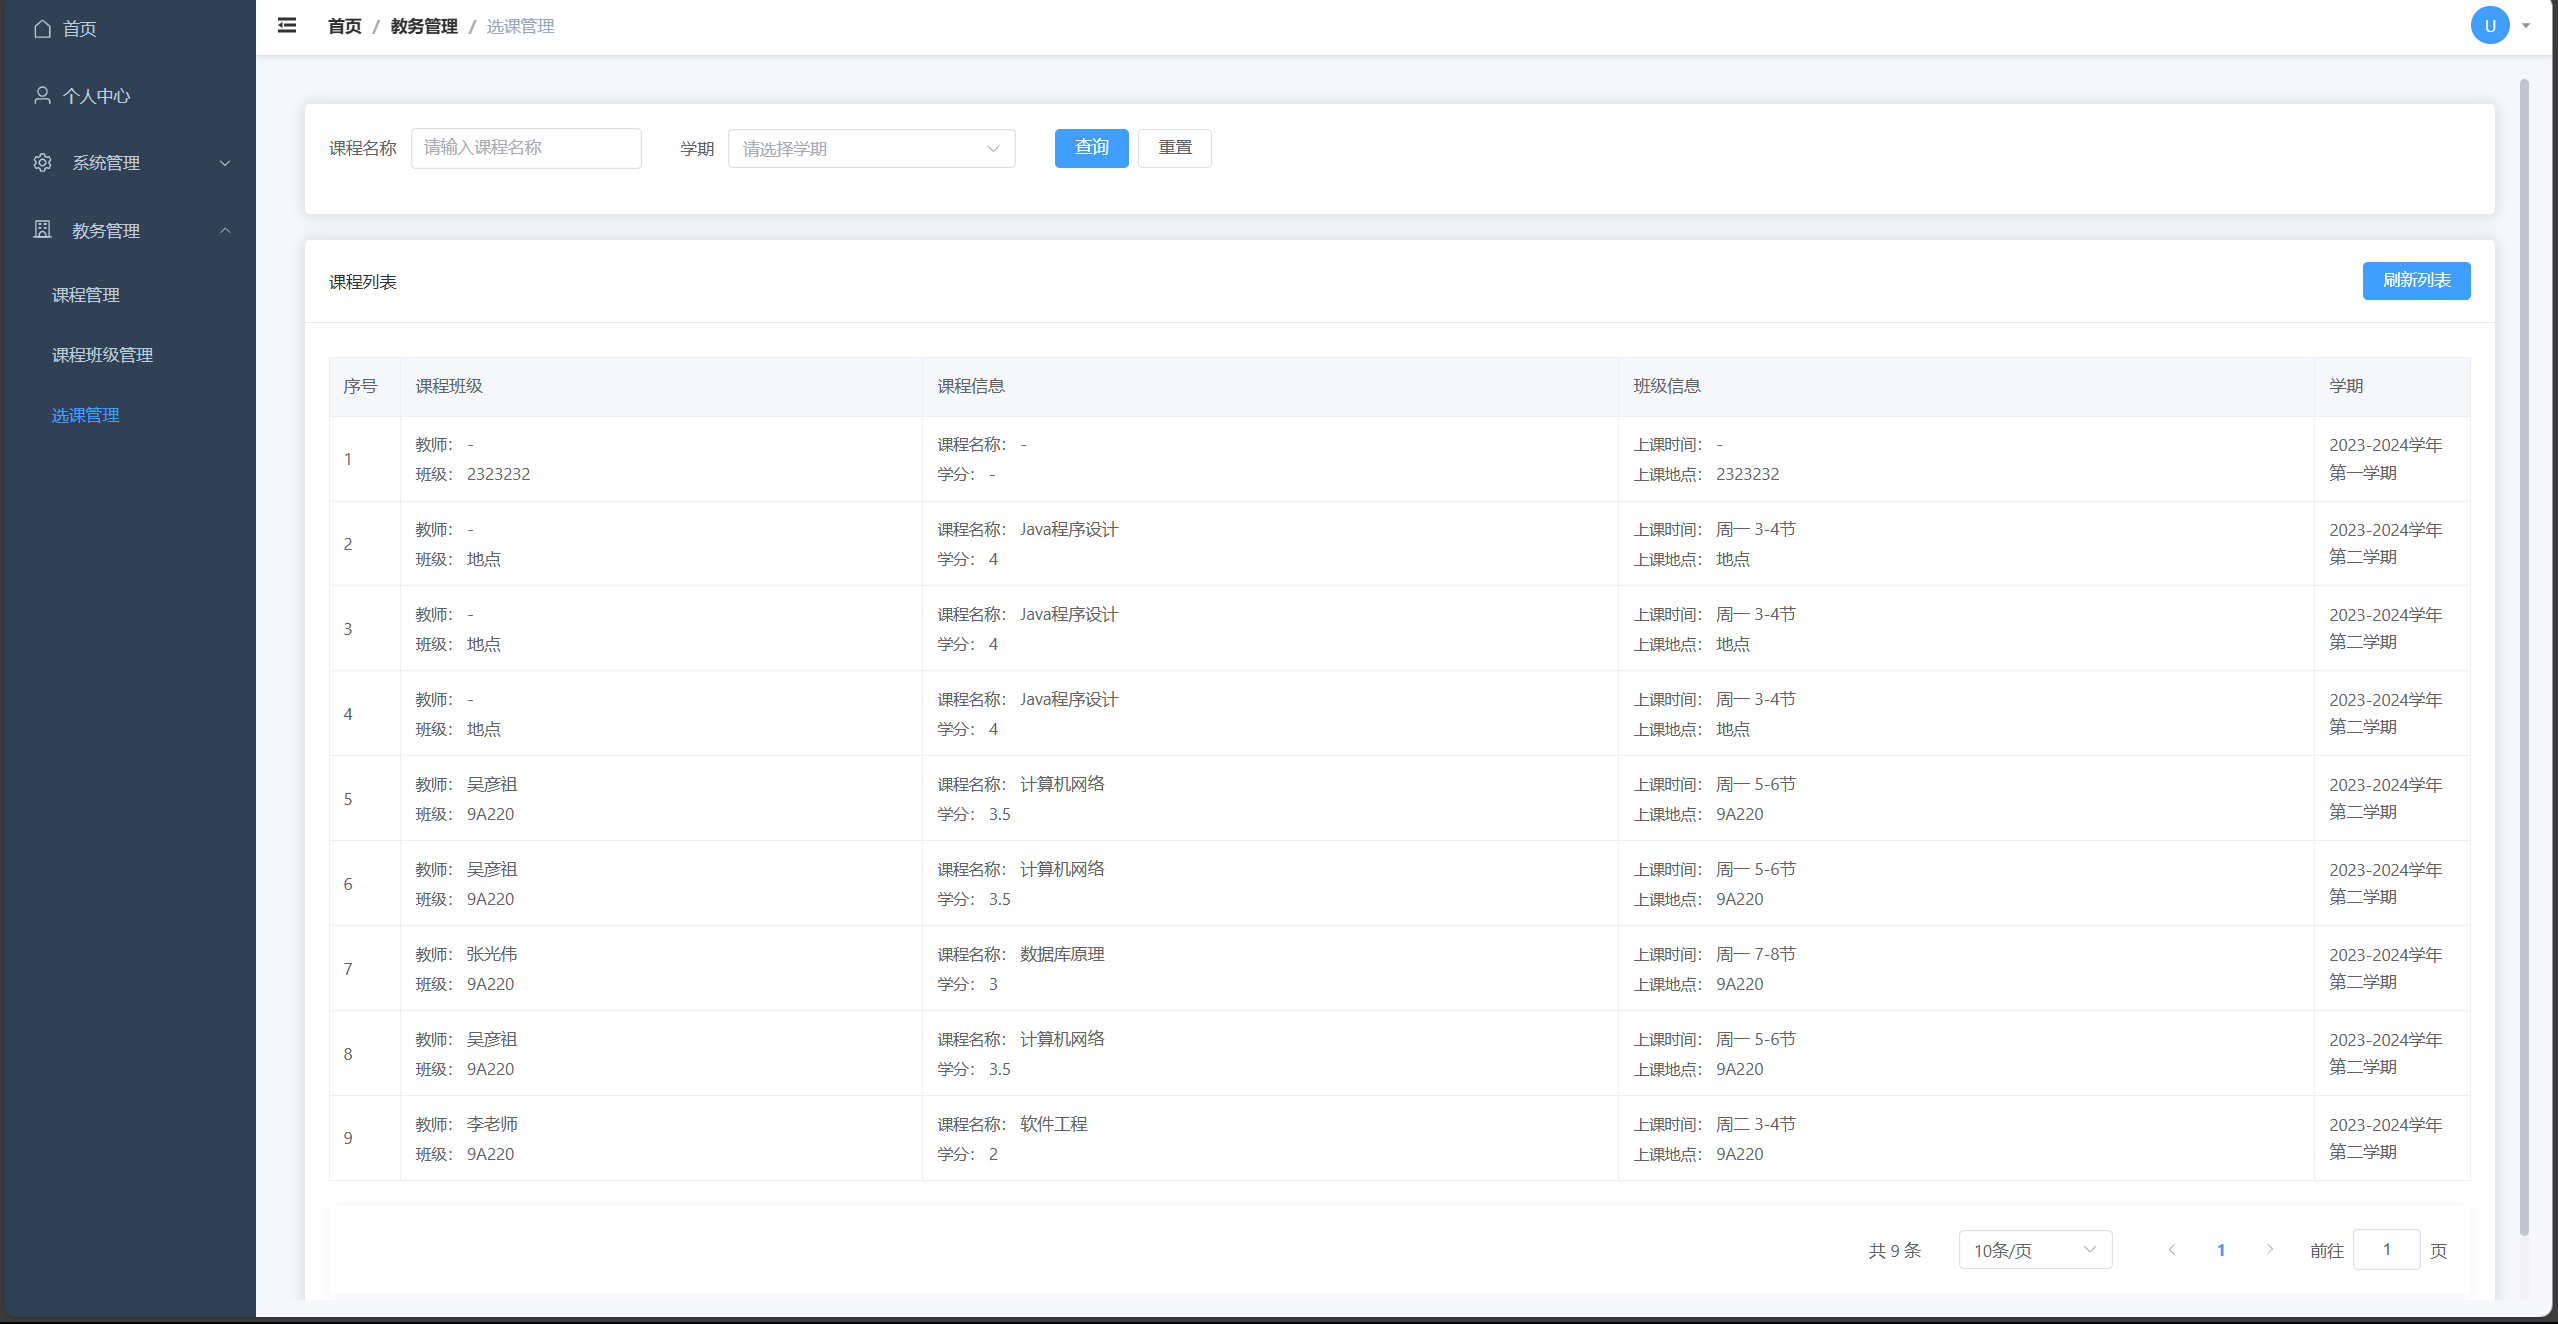 首页
个人中心
系统管理
教务管理
课程管理
课程班级管理
选课管理
首页 / 教务管理 / 选课管理
U
课程名称 请输入课程名称 学期 请选择学期 查询 重置
课程列表 刷新列表
序号 课程班级 课程信息 班级信息 学期
1
教师： -
班级： 2323232
课程名称： -
学分： -
上课时间： -
上课地点： 2323232
2023-2024学年
第一学期
2
教师： -
班级： 地点
课程名称： Java程序设计
学分： 4
上课时间： 周一 3-4节
上课地点： 地点
2023-2024学年
第二学期
3
教师： -
班级： 地点
课程名称： Java程序设计
学分： 4
上课时间： 周一 3-4节
上课地点： 地点
2023-2024学年
第二学期
4
教师： -
班级： 地点
课程名称： Java程序设计
学分： 4
上课时间： 周一 3-4节
上课地点： 地点
2023-2024学年
第二学期
5
教师： 吴彦祖
班级： 9A220
课程名称： 计算机网络
学分： 3.5
上课时间： 周一 5-6节
上课地点： 9A220
2023-2024学年
第二学期
6
教师： 吴彦祖
班级： 9A220
课程名称： 计算机网络
学分： 3.5
上课时间： 周一 5-6节
上课地点： 9A220
2023-2024学年
第二学期
7
教师： 张光伟
班级： 9A220
课程名称： 数据库原理
学分： 3
上课时间： 周一 7-8节
上课地点： 9A220
2023-2024学年
第二学期
8
教师： 吴彦祖
班级： 9A220
课程名称： 计算机网络
学分： 3.5
上课时间： 周一 5-6节
上课地点： 9A220
2023-2024学年
第二学期
9
教师： 李老师
班级： 9A220
课程名称： 软件工程
学分： 2
上课时间： 周二 3-4节
上课地点： 9A220
2023-2024学年
第二学期
共 9 条 10条/页 1 前往 1 页